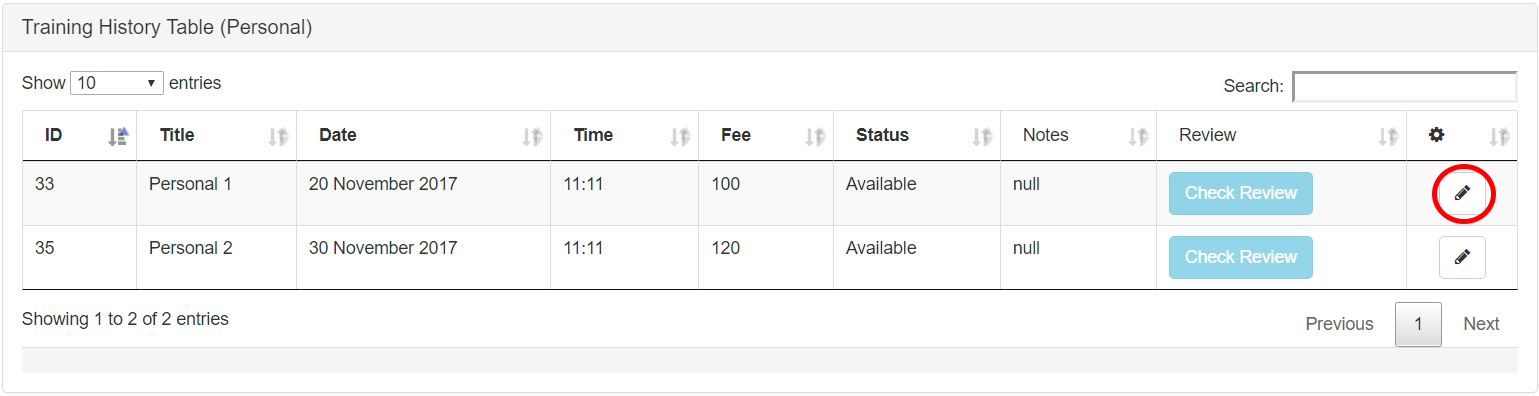 Training History Table (Personal)
Show 10 entries
Search:
ID Title Date Time Fee Status Notes Review
33 Personal 1 20 November 2017 11:11 100 Available null Check Review
35 Personal 2 30 November 2017 11:11 120 Available null Check Review
Showing 1 to 2 of 2 entries
Previous 1 Next